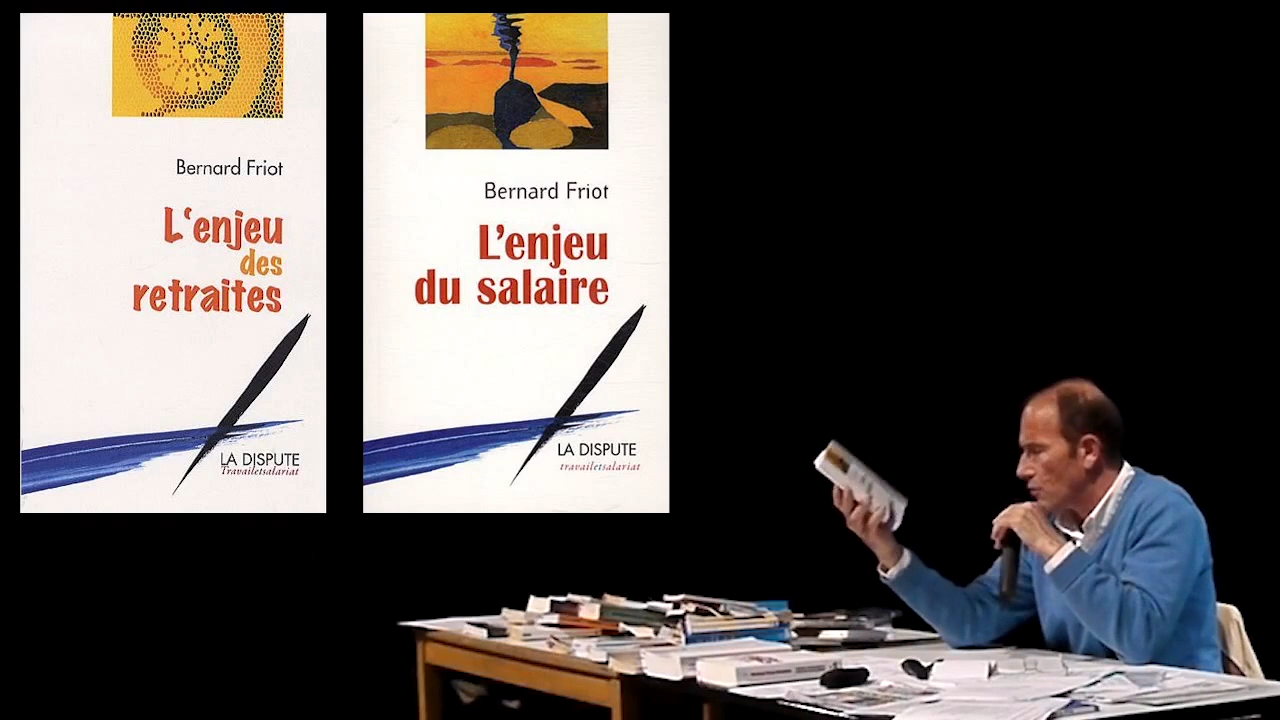 Bernard Friot
L‘enjeu
des
retraites
LA DISPUTE
Travailetsalariat
Bernard Friot
L’enjeu
du salaire
LA DISPUTE
travailetsalariat